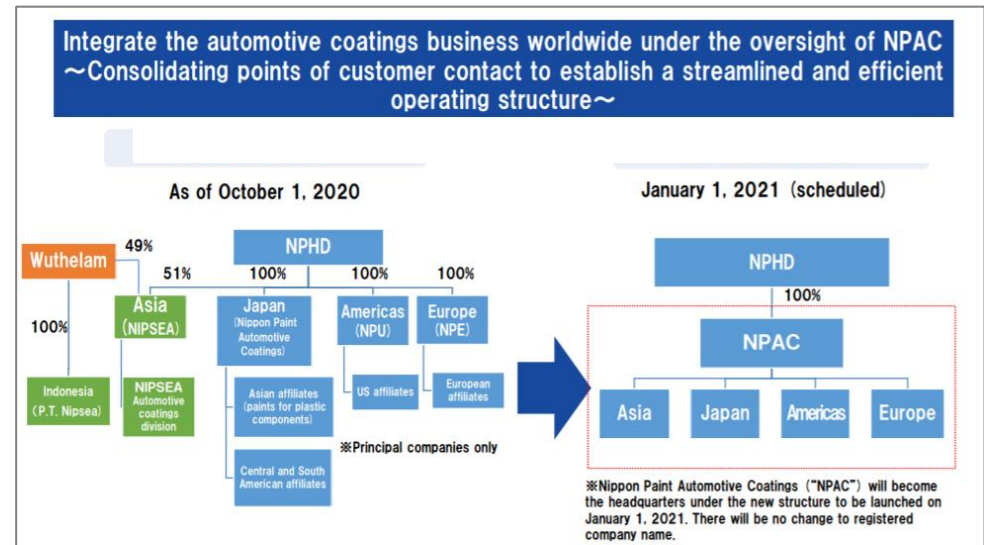 Integrate the automotive coatings business worldwide under the oversight of NPAC
～Consolidating points of customer contact to establish a streamlined and efficient
operating structure～
As of October 1, 2020
January 1, 2021 (scheduled)
Wuthelam
49%
NPHD
51%
100%
100%
100%
100%
Asia
(NIPSEA)
Japan
(Nippon Paint
Automotive
Coatings)
Americas
(NPU)
Europe
(NPE)
Indonesia
(P.T. Nipsea)
NIPSEA
Automotive
coatings
division
Asian affiliates
(paints for plastic
components)
US affiliates
European
affiliates
Central and South
American affiliates
※Principal companies only
NPHD
100%
NPAC
Asia
Japan
Americas
Europe
※Nippon Paint Automotive Coatings ("NPAC") will become
the headquarters under the new structure to be launched on
January 1, 2021. There will be no change to registered
company name.